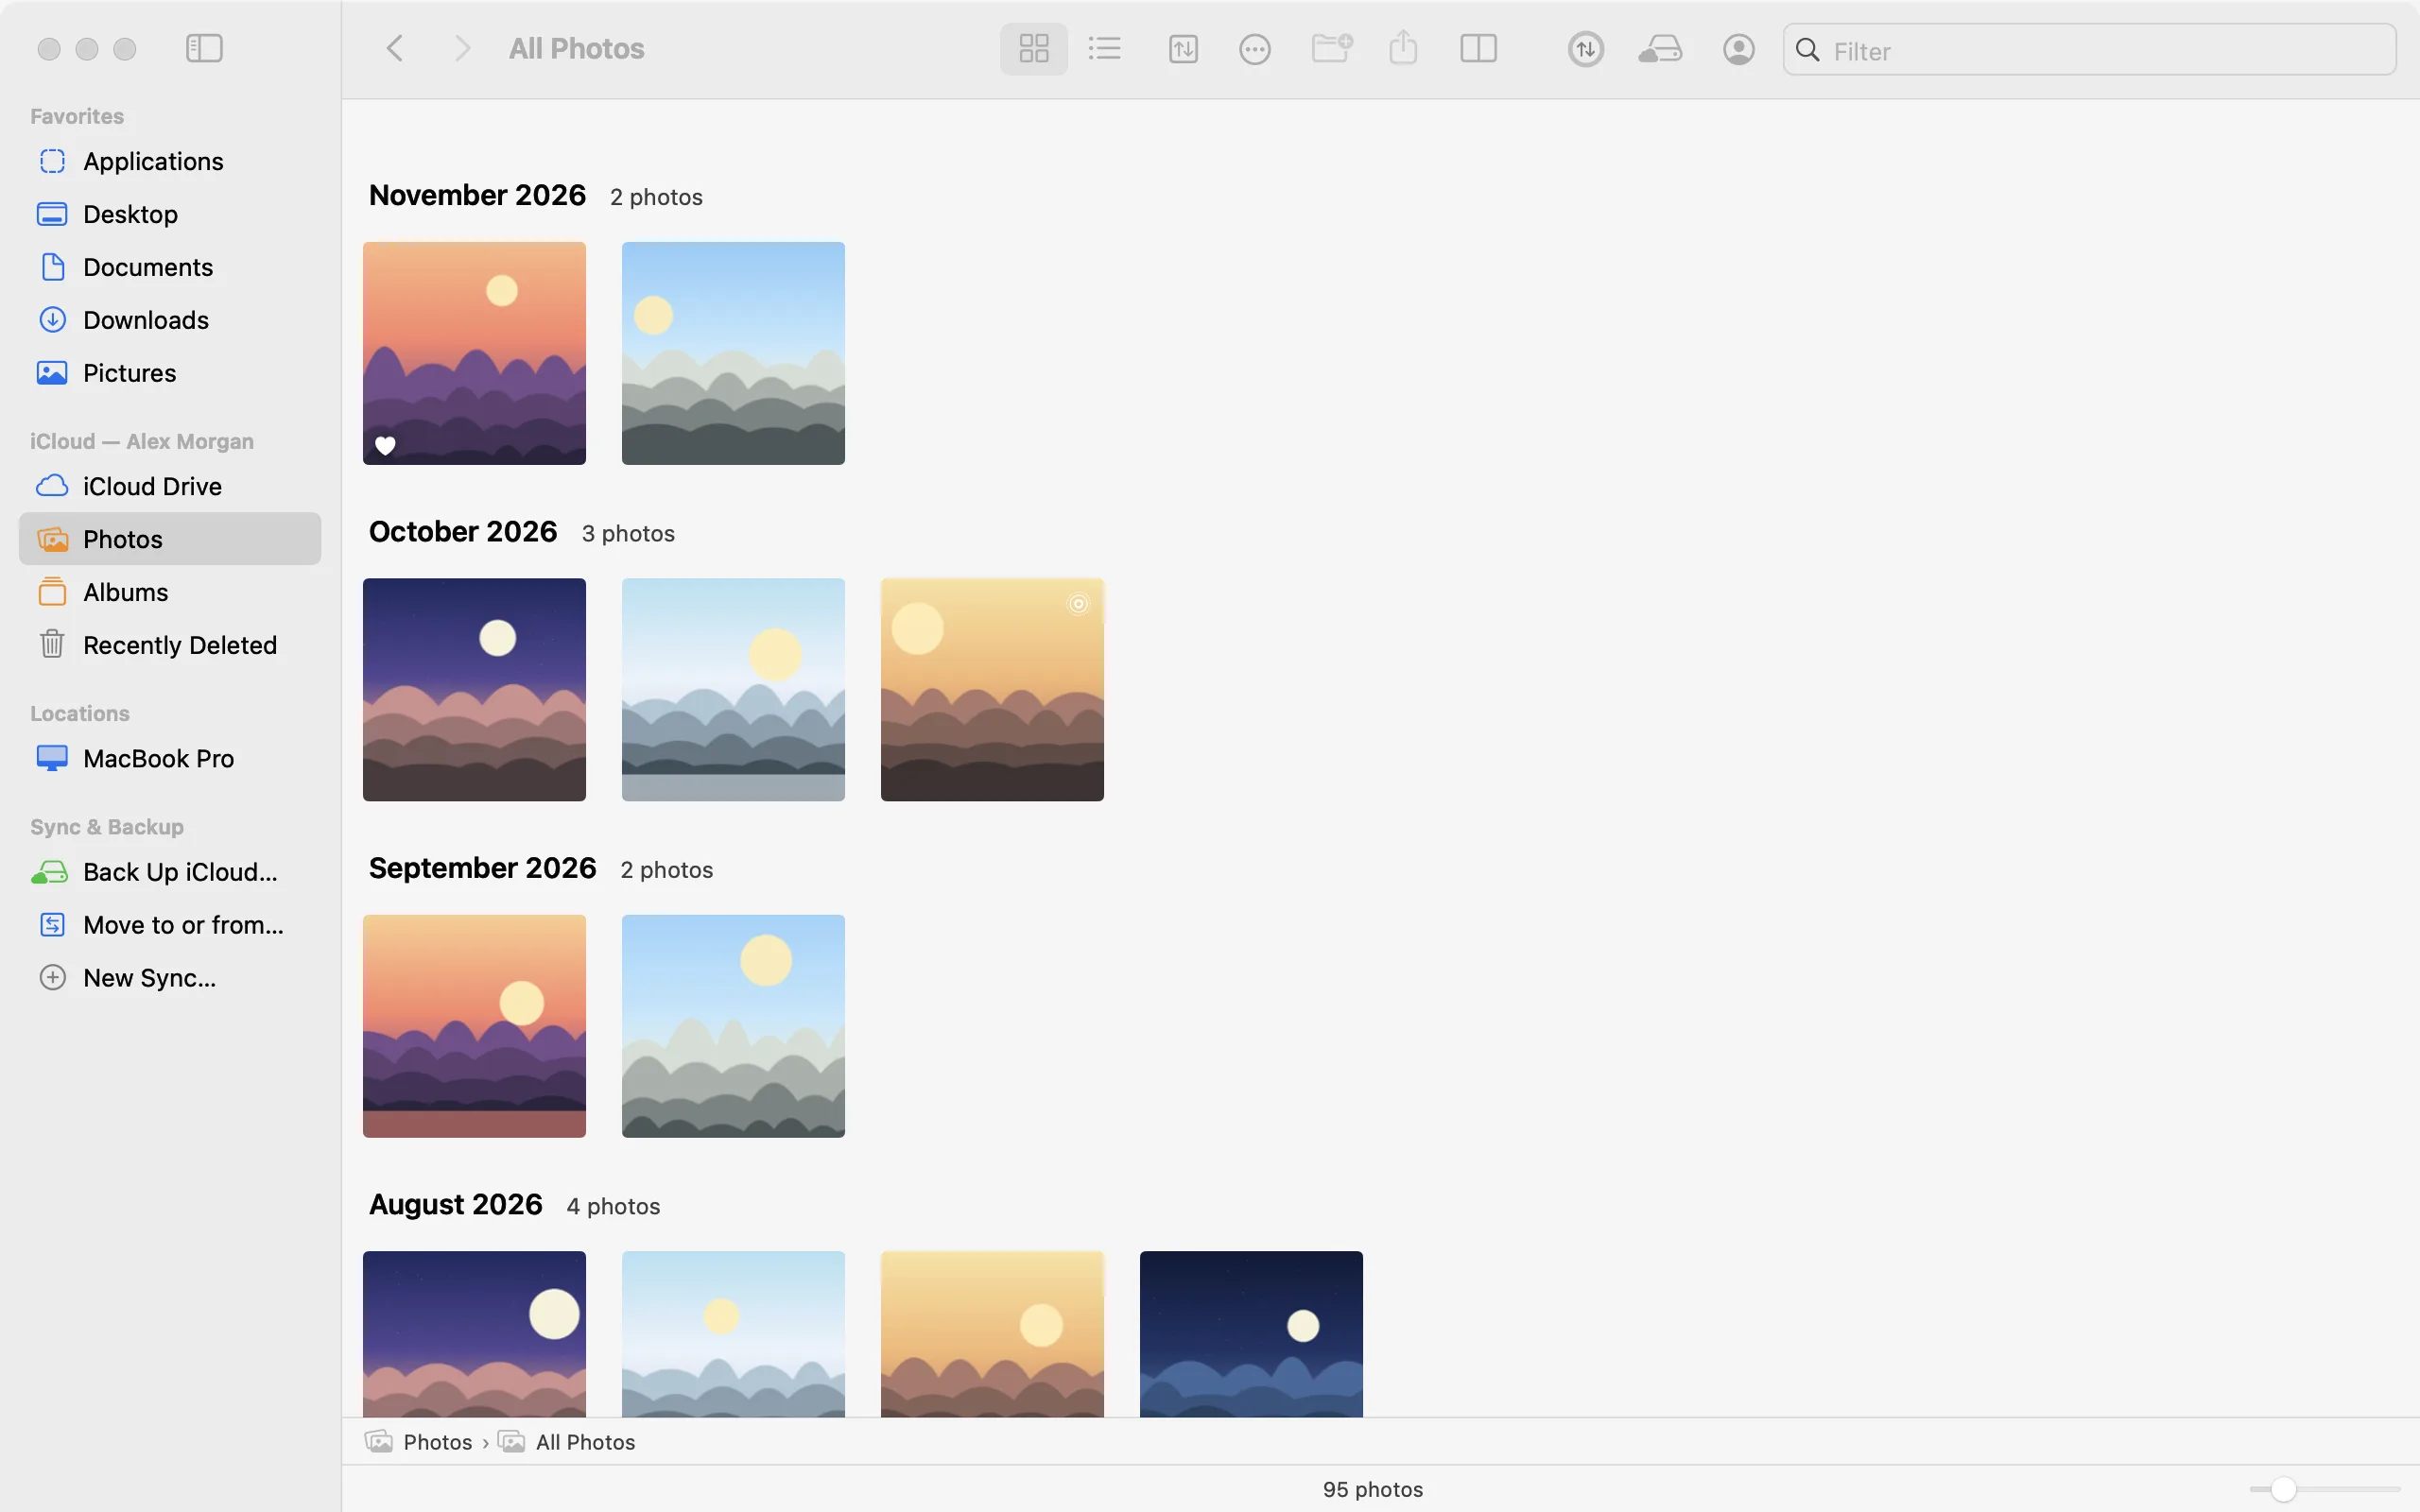 All Photos
Filter
Favorites
Applications
Desktop
Documents
Downloads
Pictures
iCloud — Alex Morgan
iCloud Drive
Photos
Albums
Recently Deleted
Locations
MacBook Pro
Sync & Backup
Back Up iCloud...
Move to or from...
New Sync...
November 2026 2 photos
October 2026 3 photos
September 2026 2 photos
August 2026 4 photos
Photos › All Photos
95 photos